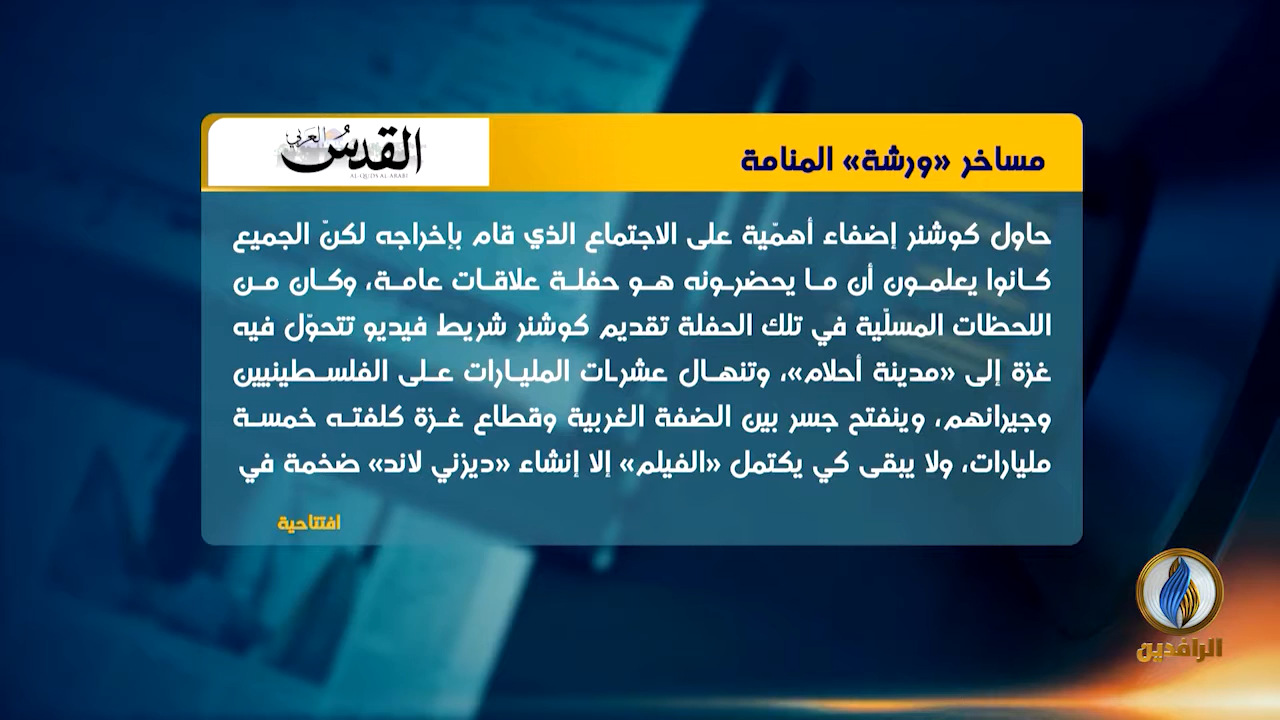 مساخر «ورشة» المنامة
القدس العربي
AL-QUDS AL-ARABI
حاول كوشنر إضفاء أهمّية على الاجتماع الذي قام بإخراجه لكنّ الجميع
كانوا يعلمون أن ما يحضرونه هو حفلة علاقات عامة، وكان من
اللحظات المسلّية في تلك الحفلة تقديم كوشنر شريط فيديو تتحوّل فيه
غزة إلى «مدينة أحلام»، وتنهال عشرات المليارات على الفلسطينيين
وجيرانهم، وينفتح جسر بين الضفة الغربية وقطاع غزة كلفته خمسة
مليارات، ولا يبقى كي يكتمل «الفيلم» إلا إنشاء «ديزني لاند» ضخمة في
افتتاحية
الرافدين